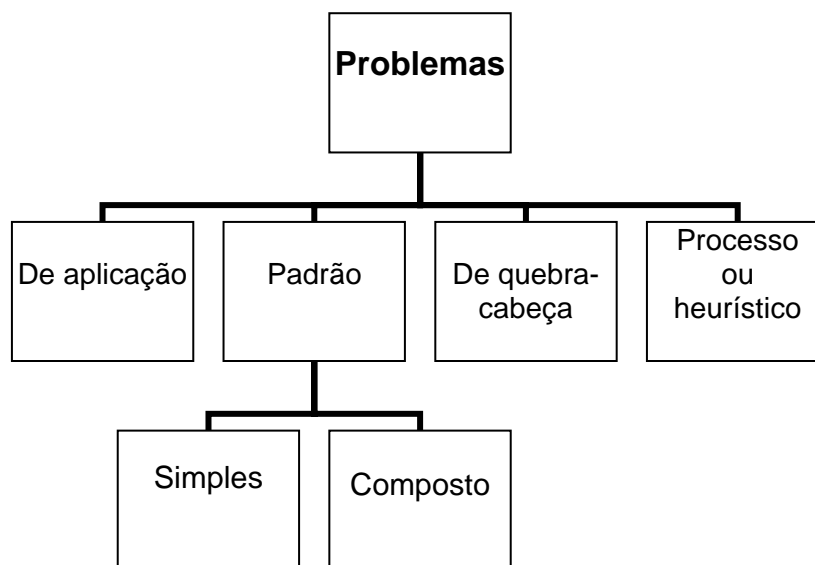 Problemas
De aplicação
Padrão
De quebra-
cabeça
Processo
ou
heurístico
Simples
Composto